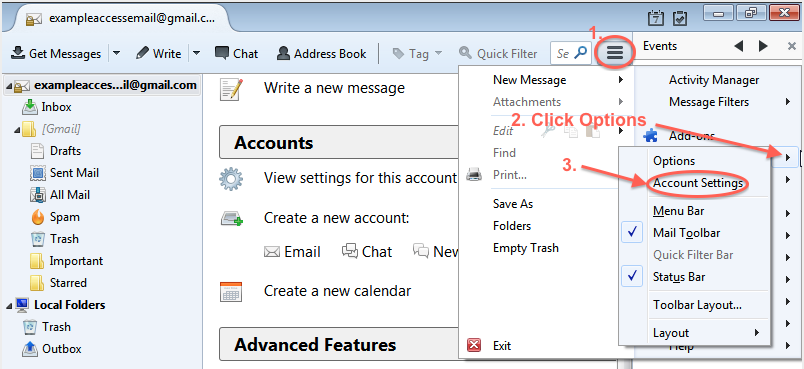 exampleaccessemail@gmail.c...
Get Messages
Write
Chat
Address Book
Tag
Quick Filter
Se
1.
Events
exampleacces...il@gmail.com
Inbox
[Gmail]
Drafts
Sent Mail
All Mail
Spam
Trash
Important
Starred
Local Folders
Trash
Outbox
Write a new message
Accounts
View settings for this account
Create a new account:
Email
Chat
New
Create a new calendar
Advanced Features
New Message
Attachments
Edit
Find
Print...
Save As
Folders
Empty Trash
Exit
Activity Manager
Message Filters
Add-ons
2. Click Options
3.
Options
Account Settings
Menu Bar
Mail Toolbar
Quick Filter Bar
Status Bar
Toolbar Layout...
Layout
Help